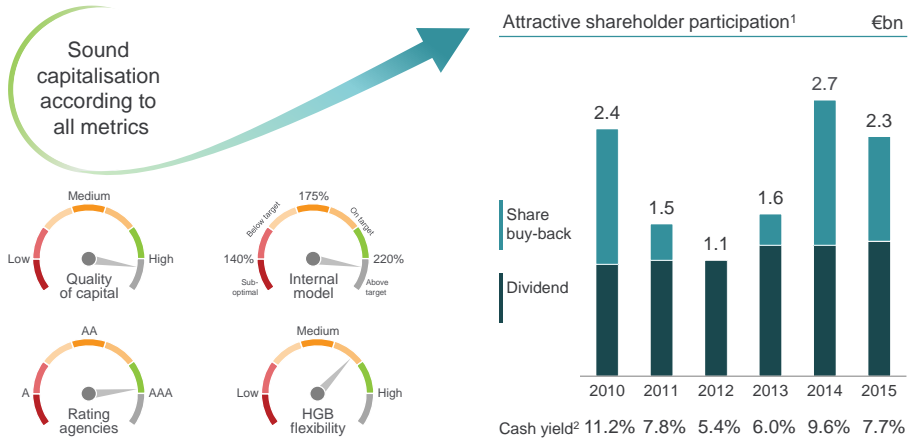 Sound
capitalisation
according to
all metrics
Medium
Low
High
Quality
of capital
175%
Below target
On target
140%
220%
Sub-
optimal
Above
target
Internal
model
AA
A
AAA
Rating
agencies
Medium
Low
High
HGB
flexibility
Attractive shareholder participation¹ €bn
2.4
1.5
1.1
1.6
2.7
2.3
Share
buy-back
Dividend
2010 2011 2012 2013 2014 2015
Cash yield² 11.2% 7.8% 5.4% 6.0% 9.6% 7.7%